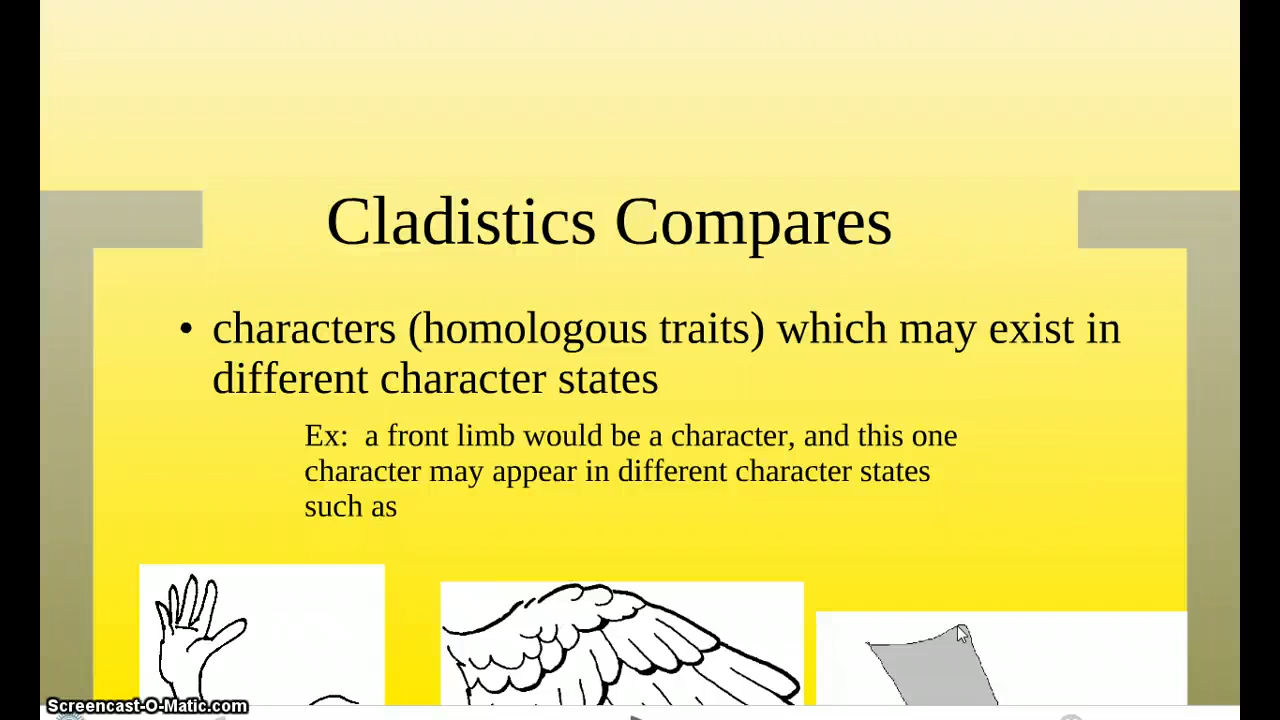 Cladistics Compares
• characters (homologous traits) which may exist in
different character states
Ex: a front limb would be a character, and this one
character may appear in different character states
such as
Screencast-O-Matic.com